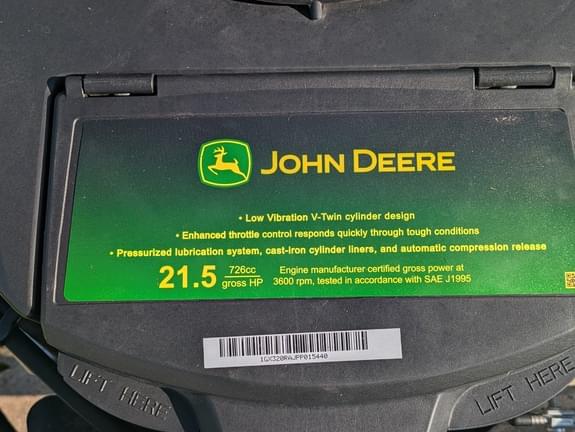 JOHN DEERE
• Low Vibration V-Twin cylinder design
• Enhanced throttle control responds quickly through tough conditions
• Pressurized lubrication system, cast-iron cylinder liners, and automatic compression release
21.5 726cc gross HP
Engine manufacturer certified gross power at
3600 rpm, tested in accordance with SAE J1995
1GX320RAJPP015440
LIFT HERE
LIFT HERE